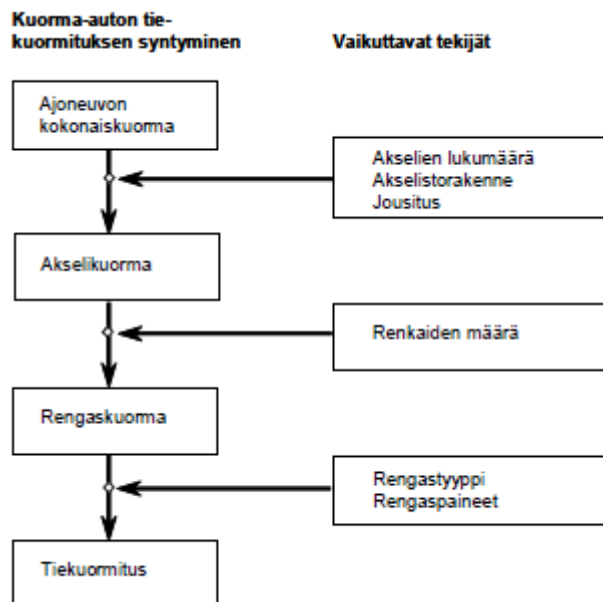 Kuorma-auton tie-
kuormituksen syntyminen
Vaikuttavat tekijät
Ajoneuvon
kokonaiskuorma
Akselien lukumäärä
Akselistorakenne
Jousitus
Akselikuorma
Renkaiden määrä
Rengaskuorma
Rengastyyppi
Rengaspaineet
Tiekuormitus